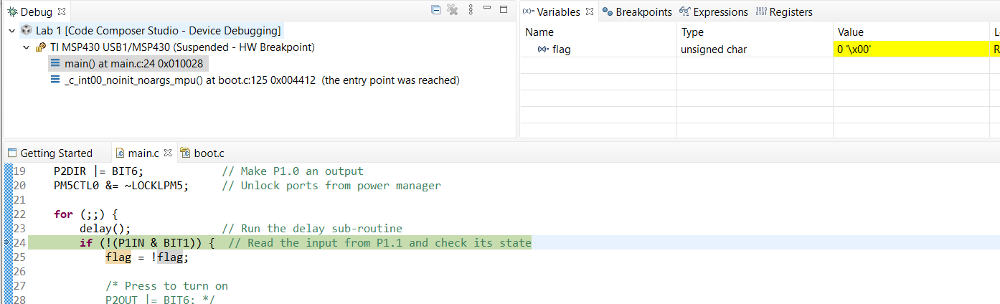 Debug
Lab 1 [Code Composer Studio - Device Debugging]
TI MSP430 USB1/MSP430 (Suspended - HW Breakpoint)
main() at main.c:24 0x010028
_c_int00_noinit_noargs_mpu() at boot.c:125 0x004412 (the entry point was reached)
(x)= Variables Breakpoints Expressions 1010 0101 Registers
Name Type Value L
(x)= flag unsigned char 0 '\x00' R
Getting Started main.c boot.c
19 P2DIR |= BIT6; // Make P1.0 an output
20 PM5CTL0 &= ~LOCKLPM5; // Unlock ports from power manager
21
22 for (;;) {
23 delay(); // Run the delay sub-routine
24 if (!(P1IN & BIT1)) { // Read the input from P1.1 and check its state
25 flag = !flag;
26
27 /* Press to turn on
28 P2OUT |= BIT6; */